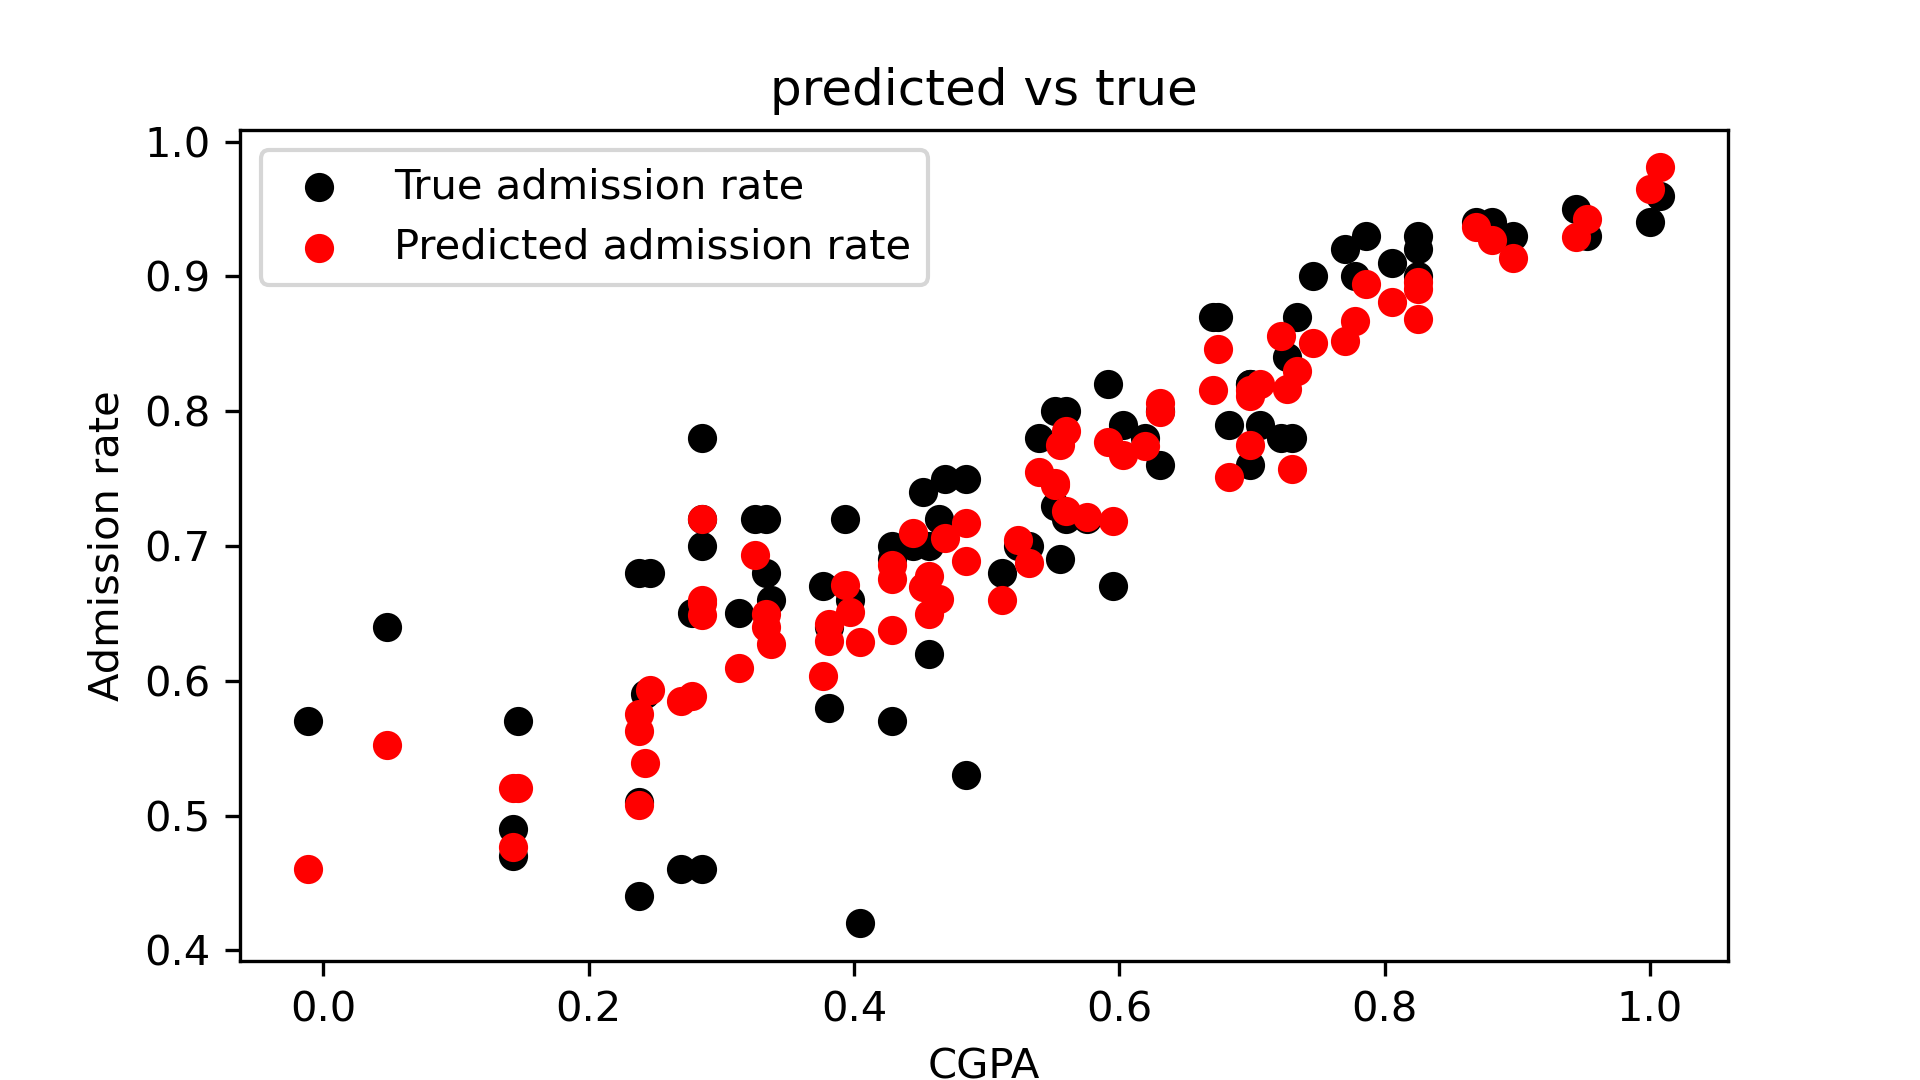 predicted vs true
True admission rate
Predicted admission rate
Admission rate
1.0
0.9
0.8
0.7
0.6
0.5
0.4
0.0 0.2 0.4 0.6 0.8 1.0
CGPA